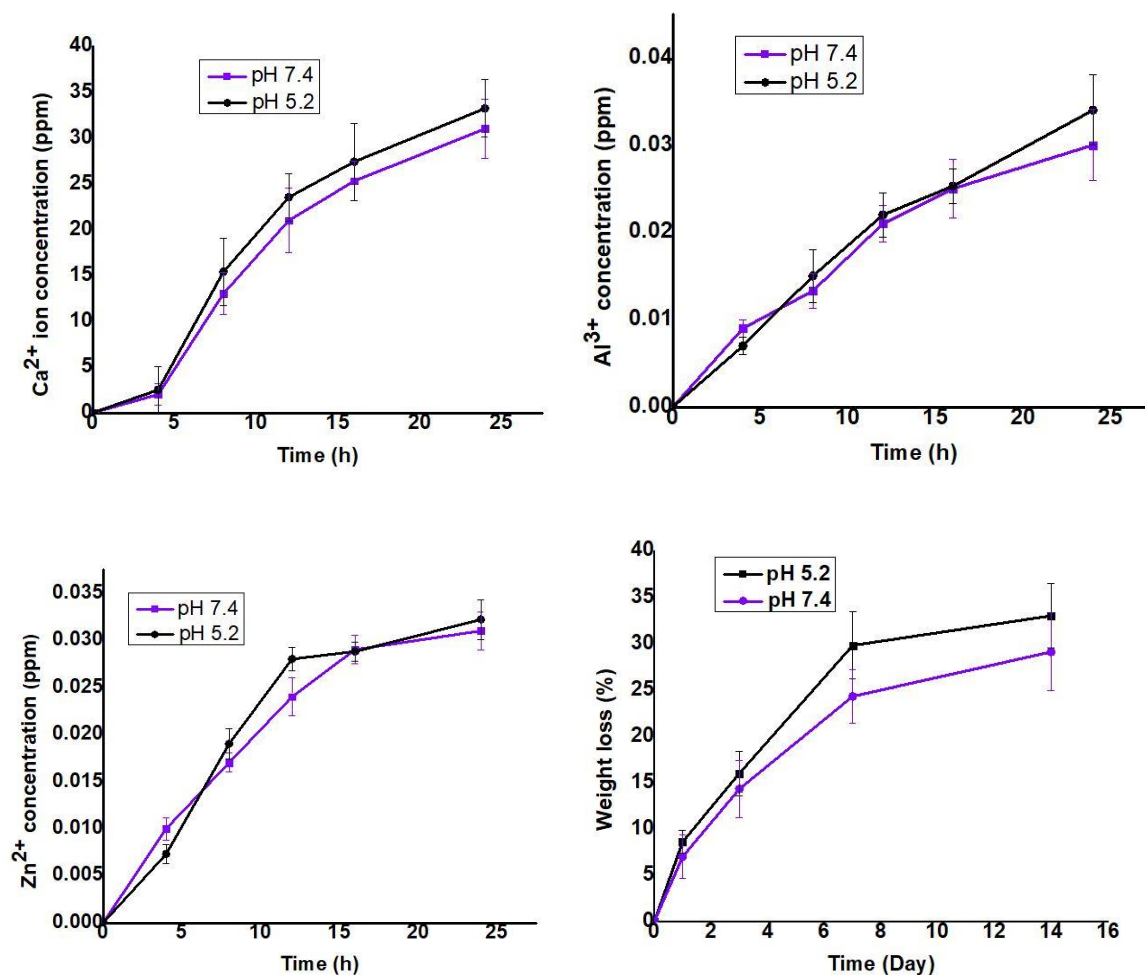 Ca2+ ion concentration (ppm)
40
35
30
25
20
15
10
5
0
pH 7.4
pH 5.2
0 5 10 15 20 25
Time (h)
Al3+ concentration (ppm)
0.04
0.03
0.02
0.01
0.00
pH 7.4
pH 5.2
0 5 10 15 20 25
Time (h)
Zn2+ concentration (ppm)
0.035
0.030
0.025
0.020
0.015
0.010
0.005
0.000
pH 7.4
pH 5.2
0 5 10 15 20 25
Time (h)
Weight loss (%)
40
35
30
25
20
15
10
5
0
pH 5.2
pH 7.4
0 2 4 6 8 10 12 14 16
Time (Day)